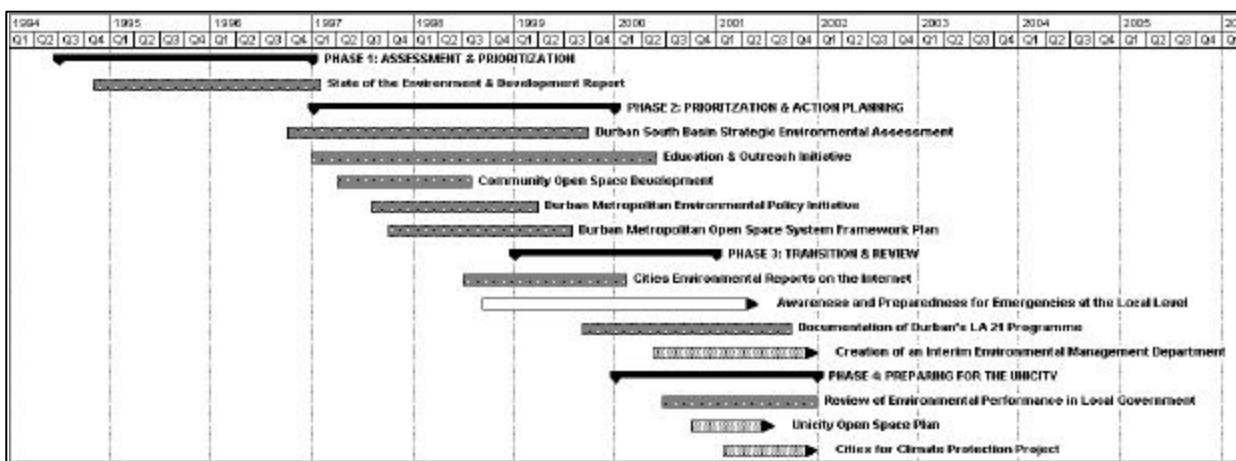 1994 1995 1996 1997 1998 1999 2000 2001 2002 2003 2004 2005
Q1 Q2 Q3 Q4 Q1 Q2 Q3 Q4 Q1 Q2 Q3 Q4 Q1 Q2 Q3 Q4 Q1 Q2 Q3 Q4 Q1 Q2 Q3 Q4 Q1 Q2 Q3 Q4 Q1 Q2 Q3 Q4 Q1 Q2 Q3 Q4 Q1 Q2 Q3 Q4 Q1 Q2 Q3 Q4 Q1 Q2 Q3 Q4
PHASE 1: ASSESSMENT & PRIORITIZATION
State of the Environment & Development Report
PHASE 2: PRIORITZATION & ACTION PLANNING
Durban South Basin Strategic Environmental Assessment
Education & Outreach Initiative
Community Open Space Development
Durban Metropolitan Environmental Policy Initiative
Durban Metropolitan Open Space System Framework Plan
PHASE 3: TRANSITION & REVIEW
Cities Environmental Reports on the Internet
Awareness and Preparedness for Emergencies at the Local Level
Documentation of Durban's LA 21 Programme
Creation of an Interim Environmental Management Department
PHASE 4: PREPARING FOR THE UNICITY
Review of Environmental Performance in Local Government
Unicity Open Space Plan
Cities for Climate Protection Project